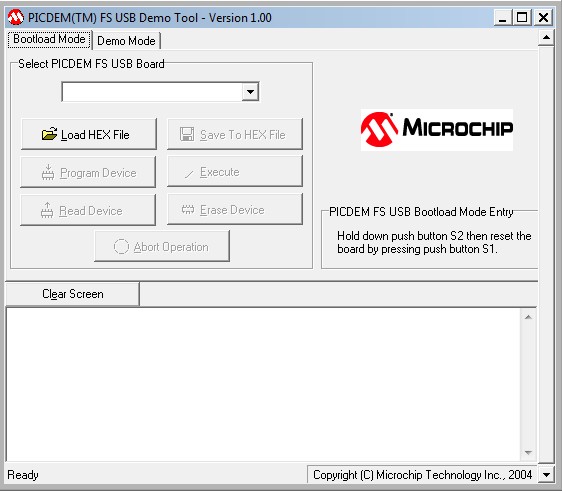 PICDEM(TM) FS USB Demo Tool - Version 1.00
Bootload Mode
Demo Mode
Select PICDEM FS USB Board
Load HEX File
Save To HEX File
Program Device
Execute
Read Device
Erase Device
Abort Operation
MICROCHIP
PICDEM FS USB Bootload Mode Entry
Hold down push button S2 then reset the
board by pressing push button S1.
Clear Screen
Ready
Copyright (C) Microchip Technology Inc., 2004